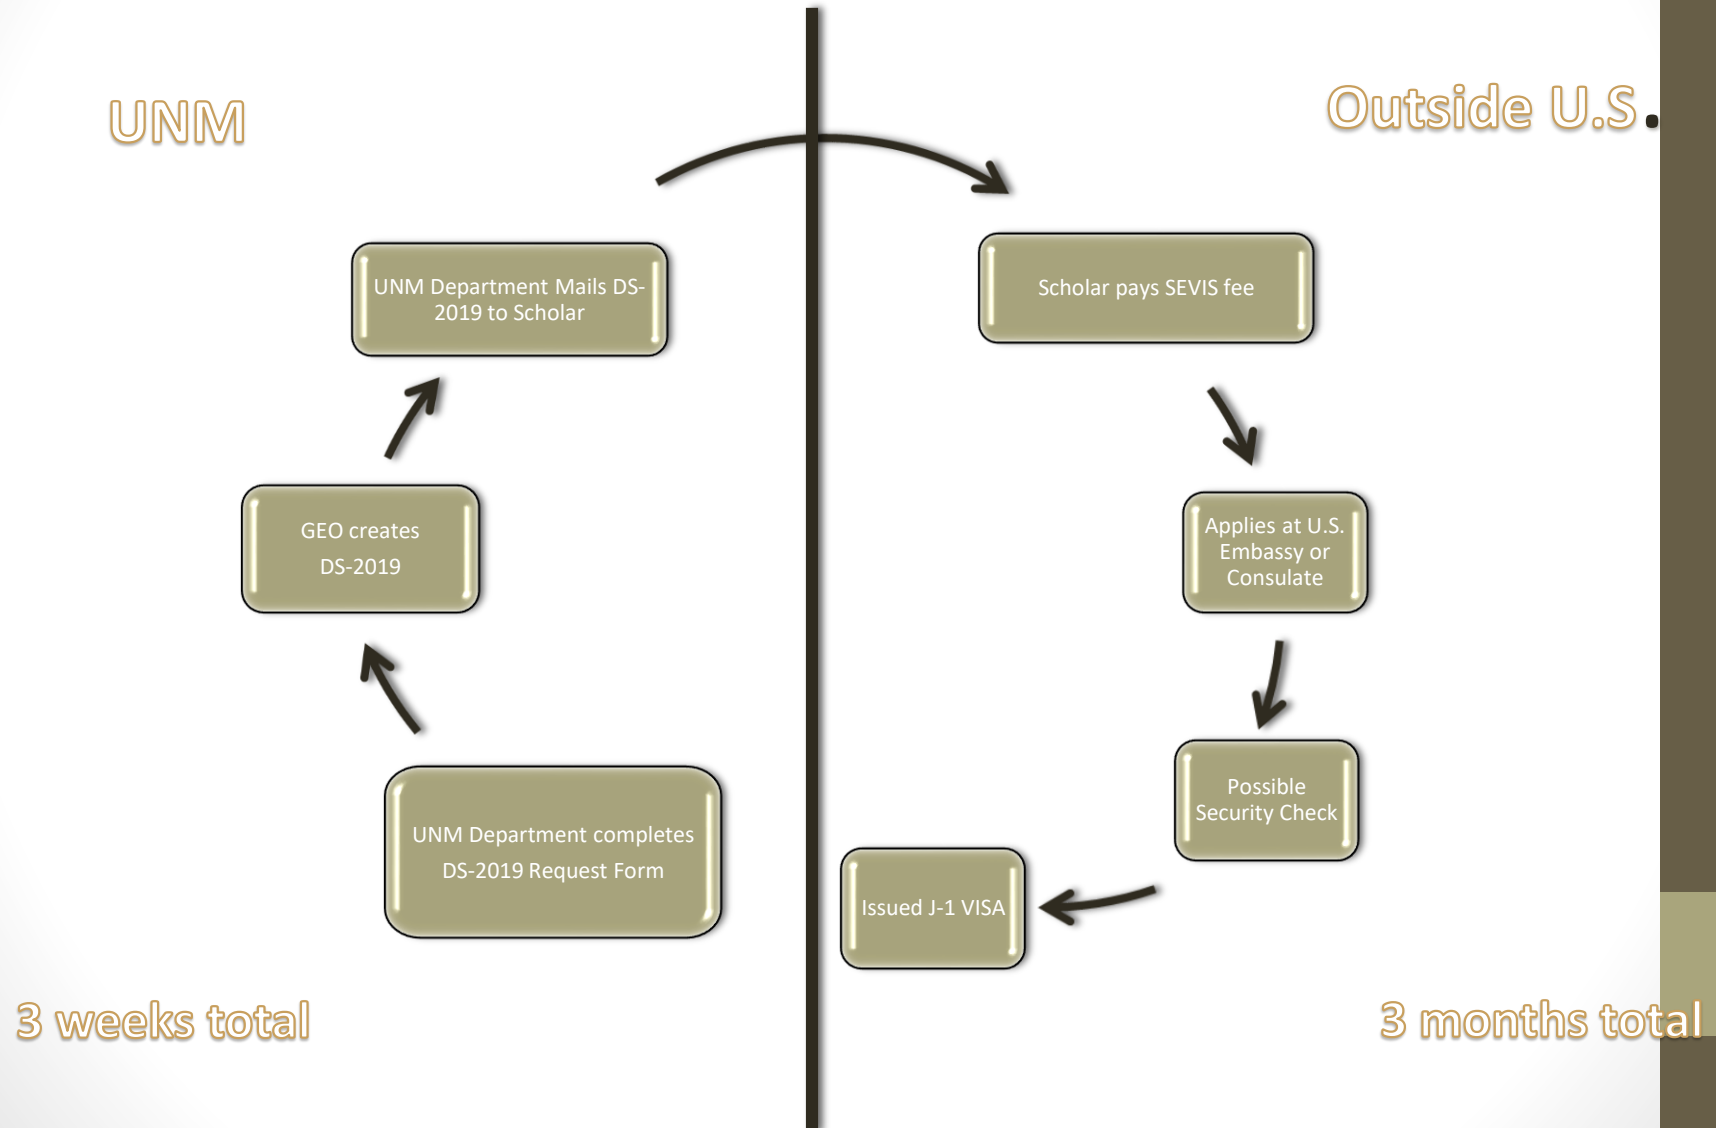 UNM
Outside U.S.
UNM Department Mails DS-
2019 to Scholar
Scholar pays SEVIS fee
GEO creates
DS-2019
Applies at U.S.
Embassy or
Consulate
UNM Department completes
DS-2019 Request Form
Possible
Security Check
Issued J-1 VISA
3 weeks total
3 months total